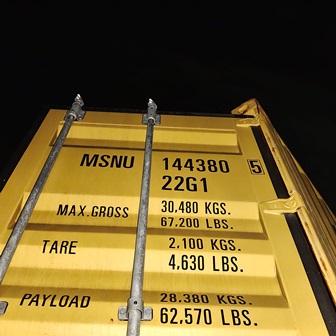 MSNU 144380 5
22G1
MAX.GROSS 30,480 KGS.
67,200 LBS.
TARE 2,100 KGS.
4,630 LBS.
PAYLOAD 28,380 KGS.
62,570 LBS.